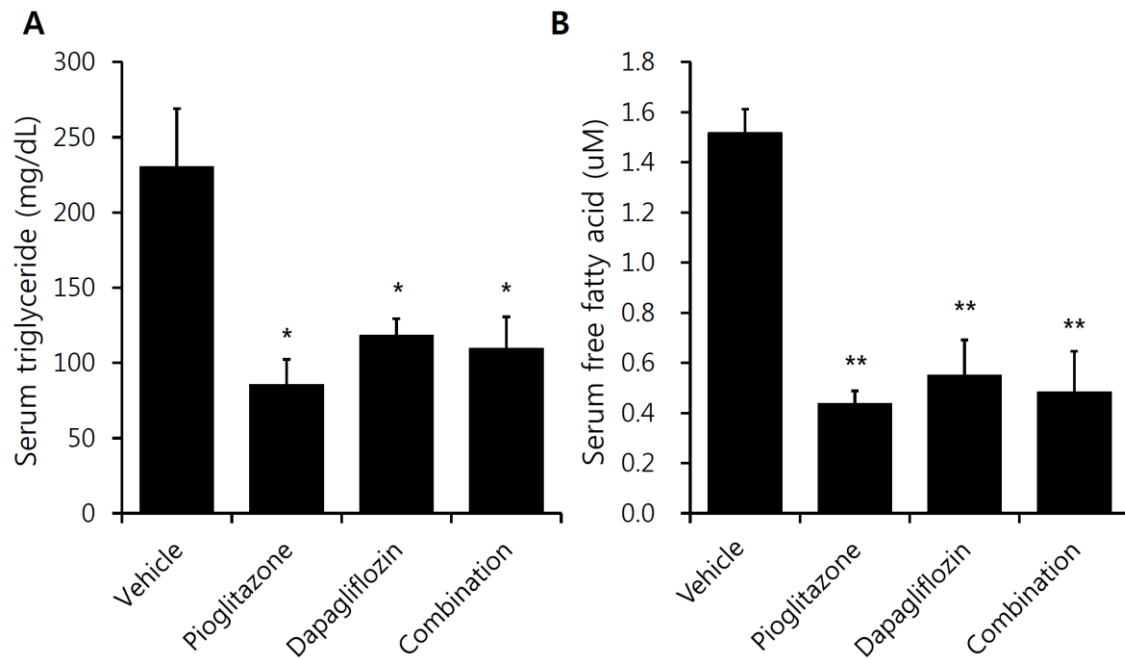 A
Serum triglyceride (mg/dL)
300
250
200
150
100
50
0
*
*
*
Vehicle
Pioglitazone
Dapagliflozin
Combination
B
Serum free fatty acid (uM)
1.8
1.6
1.4
1.2
1.0
0.8
0.6
0.4
0.2
0.0
**
**
**
Vehicle
Pioglitazone
Dapagliflozin
Combination